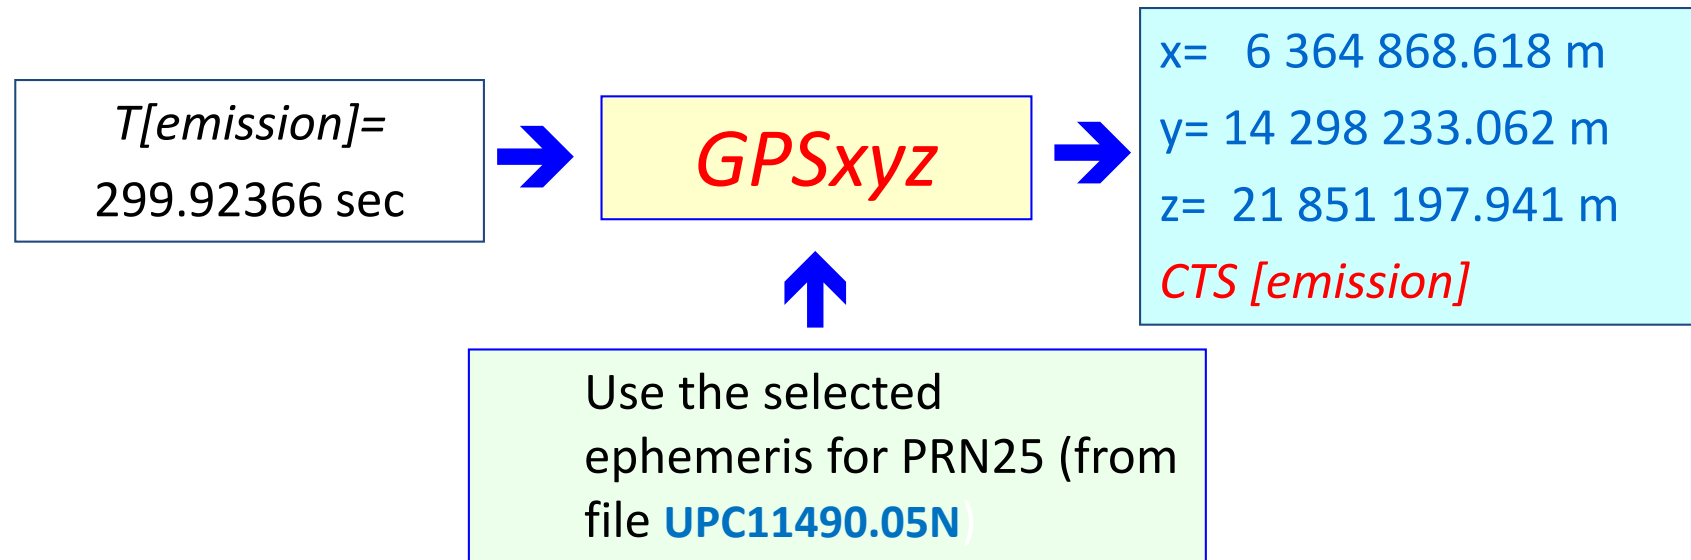 T[emission]=
299.92366 sec
GPSxyz
x= 6 364 868.618 m
y= 14 298 233.062 m
z= 21 851 197.941 m
CTS [emission]
Use the selected
ephemeris for PRN25 (from
file UPC11490.05N)